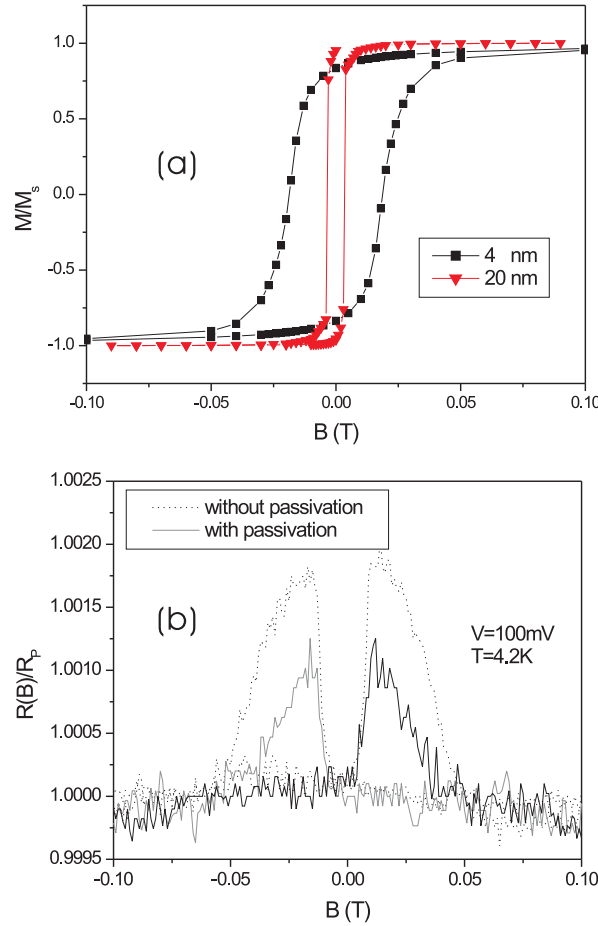 (a)
M/Ms
1.0
0.5
0.0
-0.5
-1.0
4 nm
20 nm
-0.10
-0.05
0.00
0.05
0.10
B (T)
(b)
R(B)/RP
1.0025
1.0020
1.0015
1.0010
1.0005
1.0000
0.9995
without passivation
with passivation
V=100mV
T=4.2K
-0.10
-0.05
0.00
0.05
0.10
B (T)